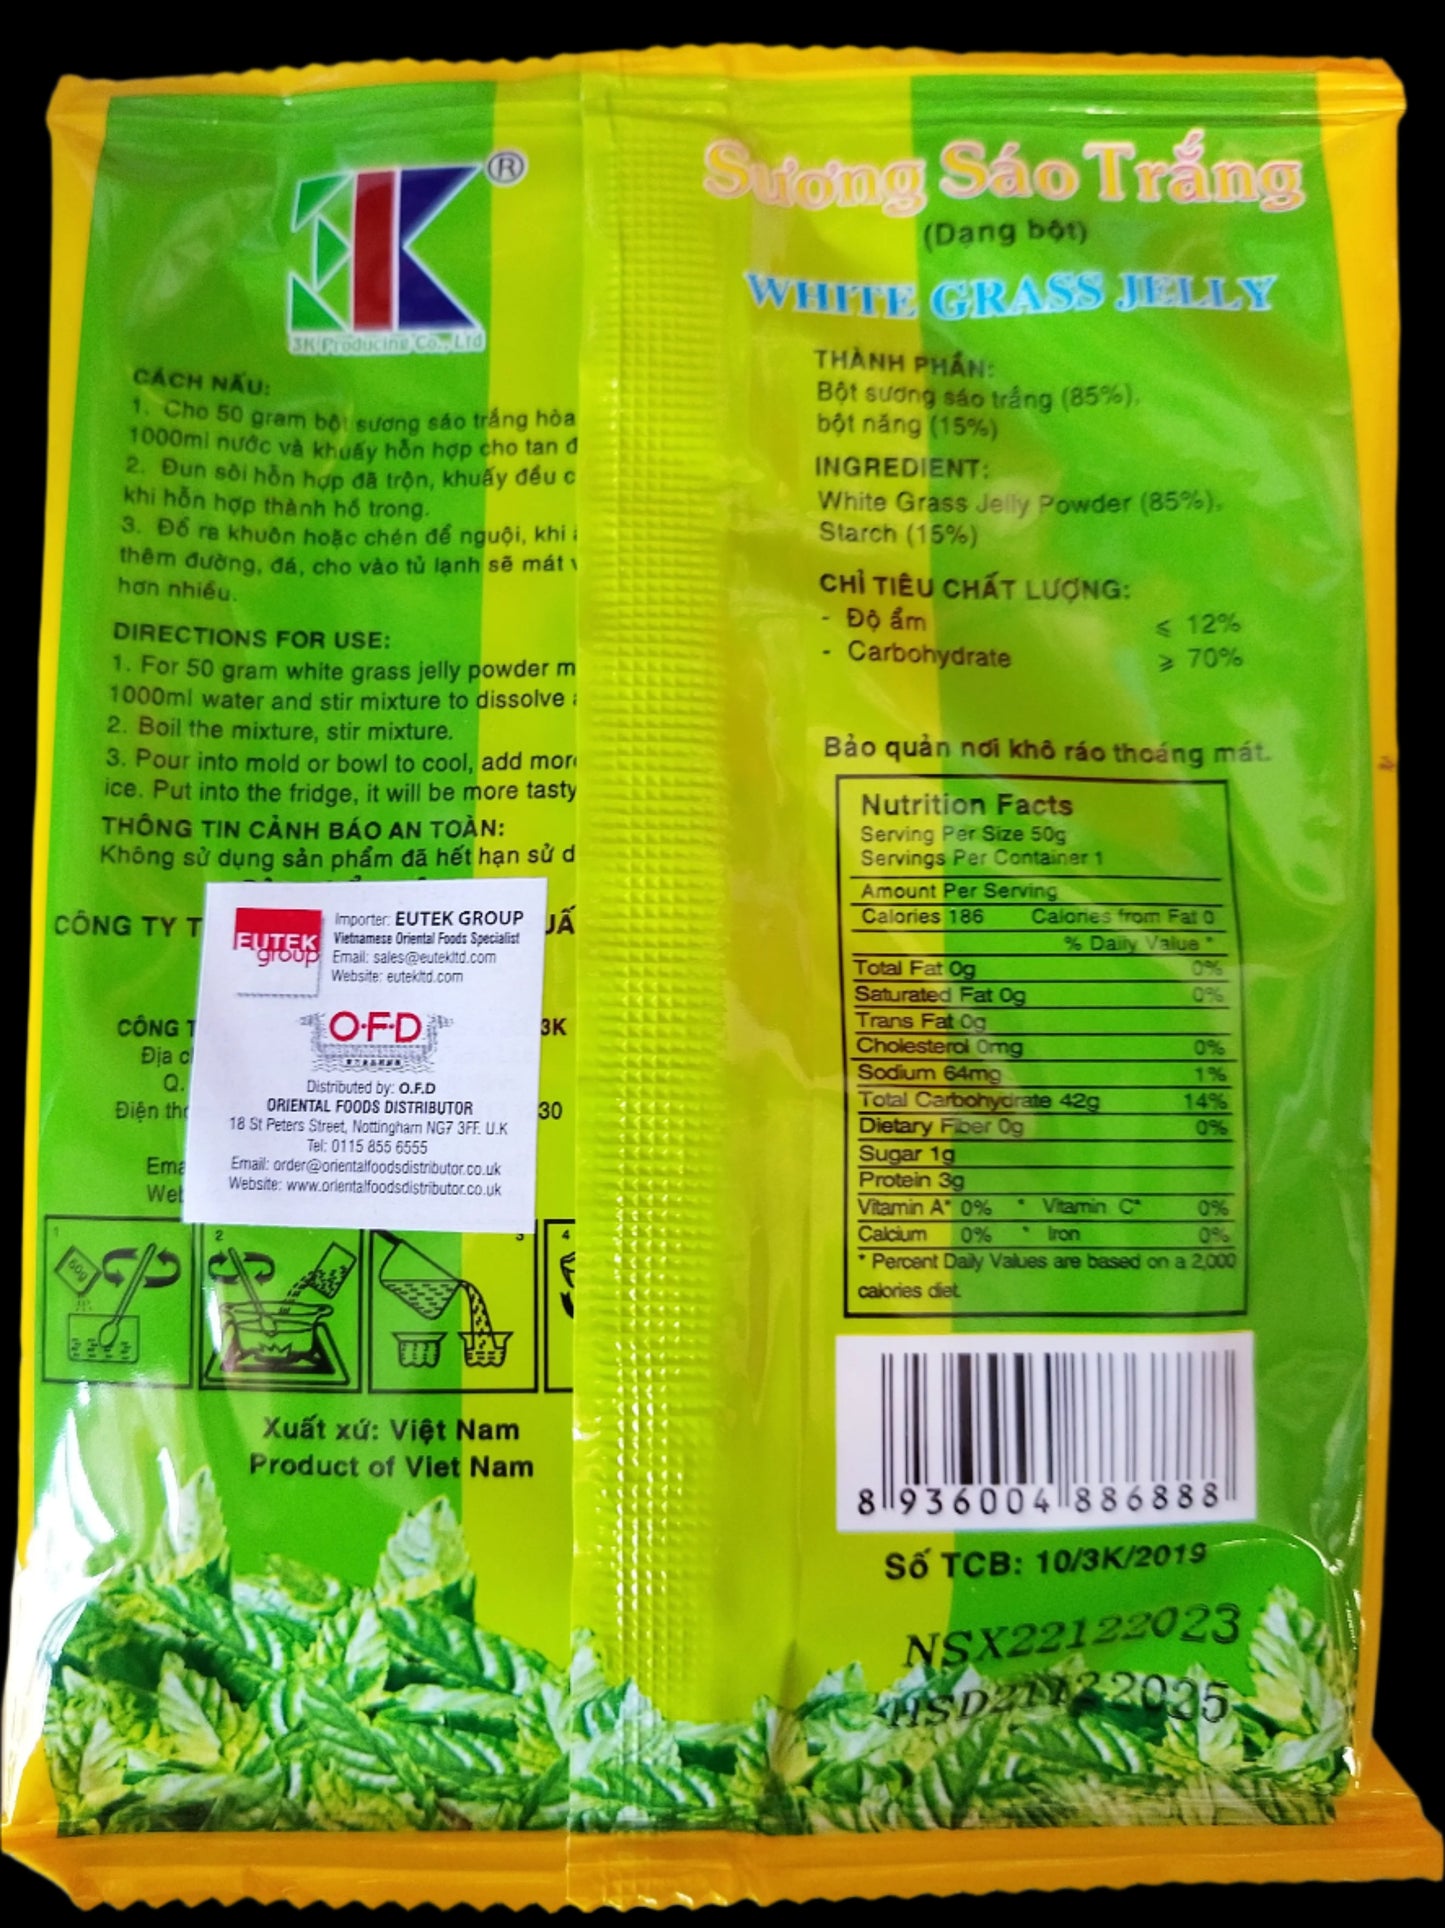 ®
3K Producing Co., Ltd
CÁCH NẤU:
1. Cho 50 gram bột sương sáo trắng hòa
1000ml nước và khuấy hỗn hợp cho tan đ
2. Đun sôi hỗn hợp đã trộn, khuấy đều c
khi hỗn hợp thành hồ trong.
3. Đổ ra khuôn hoặc chén để nguội, khi
thêm đường, đá, cho vào tủ lạnh sẽ mát v
hơn nhiều.
DIRECTIONS FOR USE:
1. For 50 gram white grass jelly powder m
1000ml water and stir mixture to dissolve
2. Boil the mixture, stir mixture.
3. Pour into mold or bowl to cool, add mor
ice. Put into the fridge, it will be more tasty
THÔNG TIN CẢNH BÁO AN TOÀN:
Không sử dụng sản phẩm đã hết hạn sử d
CÔNG TY T
UẤ
CÔNG T
3K
Địa c
Q.
Điện th
30
Ema
Web
EUTEK
group
Importer: EUTEK GROUP
Vietnamese Oriental Foods Specialist
Email: sales@eutekltd.com
Website: eutekltd.com
O·F·D
Distributed by: O.F.D
ORIENTAL FOODS DISTRIBUTOR
18 St Peters Street, Nottingham NG7 3FF. U.K
Tel: 0115 855 6555
Email: order@orientalfoodsdistributor.co.uk
Website: www.orientalfoodsdistributor.co.uk
1
2
3
4
Xuất xứ: Việt Nam
Product of Viet Nam
Sương Sáo Trắng
(Dạng bột)
WHITE GRASS JELLY
THÀNH PHẦN:
Bột sương sáo trắng (85%),
bột năng (15%)
INGREDIENT:
White Grass Jelly Powder (85%),
Starch (15%)
CHỈ TIÊU CHẤT LƯỢNG:
- Độ ẩm ⩽ 12%
- Carbohydrate ⩾ 70%
Bảo quản nơi khô ráo thoáng mát.
Nutrition Facts
Serving Per Size 50g
Servings Per Container 1
Amount Per Serving
Calories 186 Calories from Fat 0
% Daily Value *
Total Fat 0g 0%
Saturated Fat 0g 0%
Trans Fat 0g
Cholesterol 0mg 0%
Sodium 64mg 1%
Total Carbohydrate 42g 14%
Dietary Fiber 0g 0%
Sugar 1g
Protein 3g
Vitamin A* 0% * Vitamin C* 0%
Calcium 0% * Iron 0%
* Percent Daily Values are based on a 2,000
calories diet.
8 936004 886888
Số TCB: 10/3K/2019
NSX22122023
HSD21122025